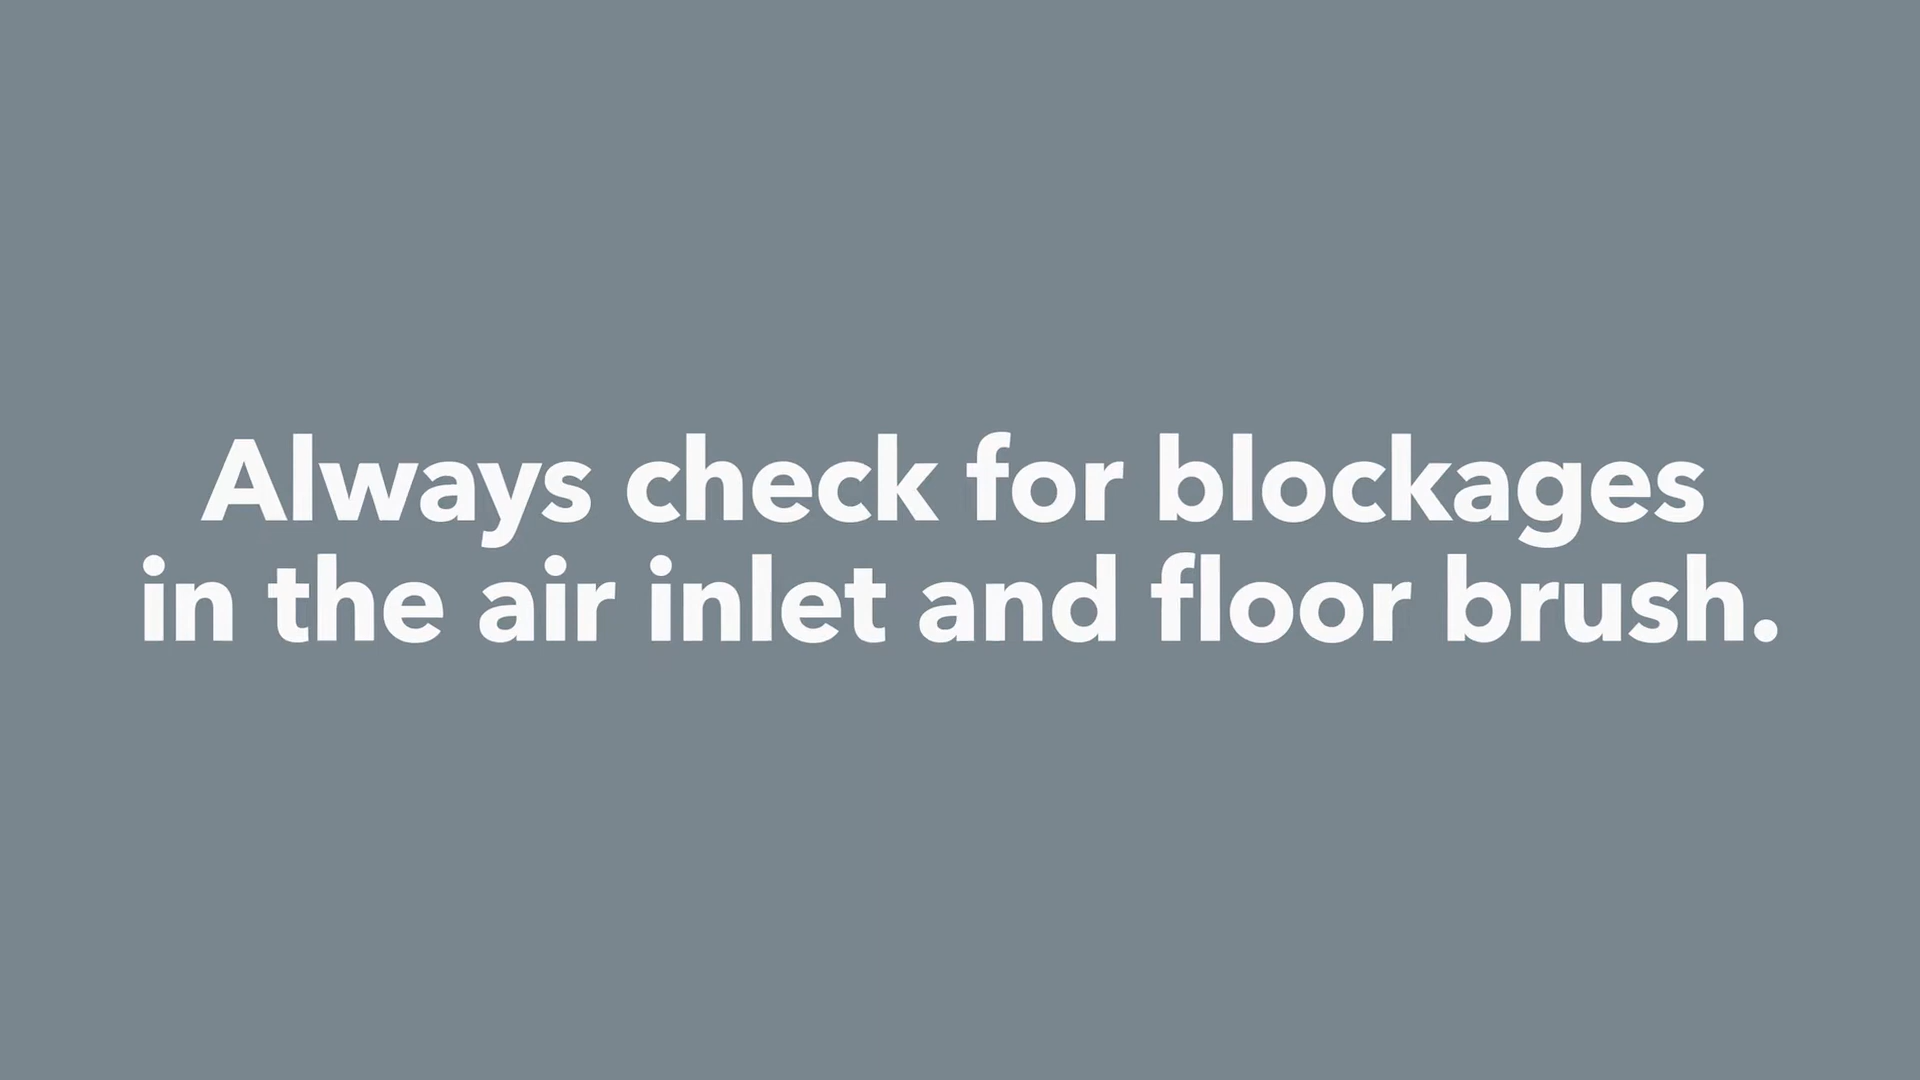 Always check for blockages
in the air inlet and floor brush.